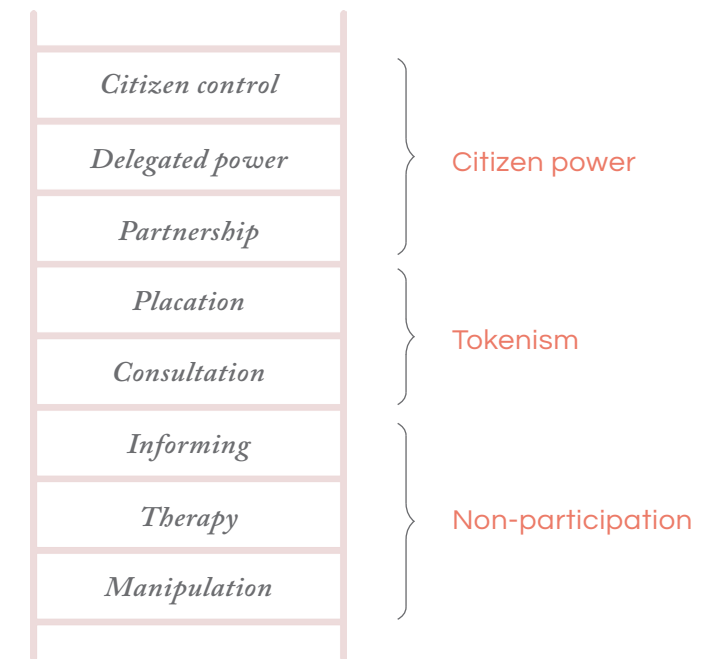 Citizen control
Delegated power
Partnership
Citizen power
Placation
Consultation
Tokenism
Informing
Therapy
Manipulation
Non-participation